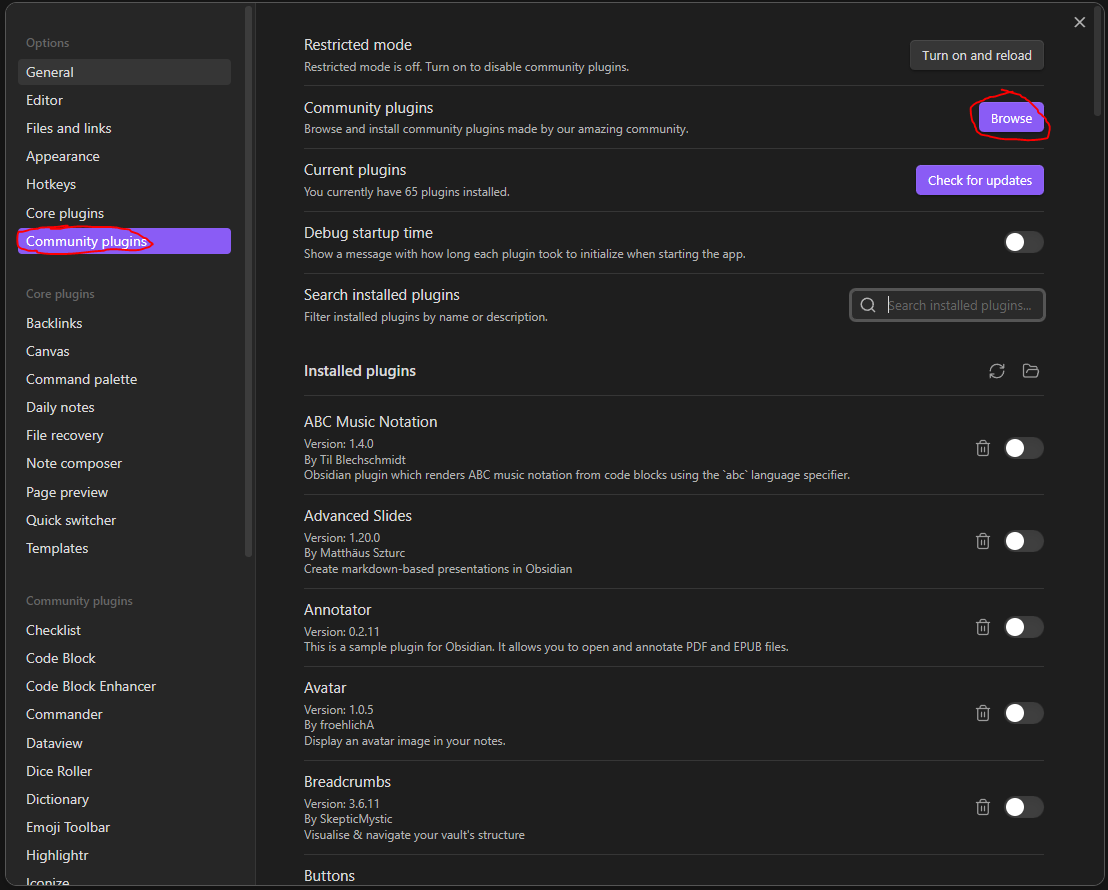 Options
General
Editor
Files and links
Appearance
Hotkeys
Core plugins
Community plugins
Core plugins
Backlinks
Canvas
Command palette
Daily notes
File recovery
Note composer
Page preview
Quick switcher
Templates
Community plugins
Checklist
Code Block
Code Block Enhancer
Commander
Dataview
Dice Roller
Dictionary
Emoji Toolbar
Highlightr
Iconize
Restricted mode
Restricted mode is off. Turn on to disable community plugins.
Turn on and reload
Community plugins
Browse and install community plugins made by our amazing community.
Browse
Current plugins
You currently have 65 plugins installed.
Check for updates
Debug startup time
Show a message with how long each plugin took to initialize when starting the app.
Search installed plugins
Filter installed plugins by name or description.
Search installed plugins...
Installed plugins
ABC Music Notation
Version: 1.4.0
By Til Blechschmidt
Obsidian plugin which renders ABC music notation from code blocks using the `abc` language specifier.
Advanced Slides
Version: 1.20.0
By Matthäus Szturc
Create markdown-based presentations in Obsidian
Annotator
Version: 0.2.11
This is a sample plugin for Obsidian. It allows you to open and annotate PDF and EPUB files.
Avatar
Version: 1.0.5
By froehlichA
Display an avatar image in your notes.
Breadcrumbs
Version: 3.6.11
By SkepticMystic
Visualise & navigate your vault's structure
Buttons